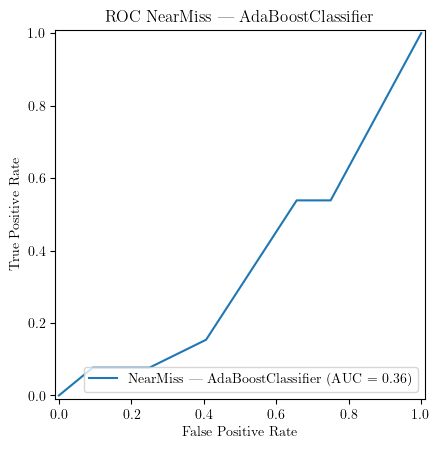 ROC NearMiss — AdaBoostClassifier
1.0
0.8
0.6
0.4
0.2
0.0
True Positive Rate
NearMiss — AdaBoostClassifier (AUC = 0.36)
0.0 0.2 0.4 0.6 0.8 1.0
False Positive Rate